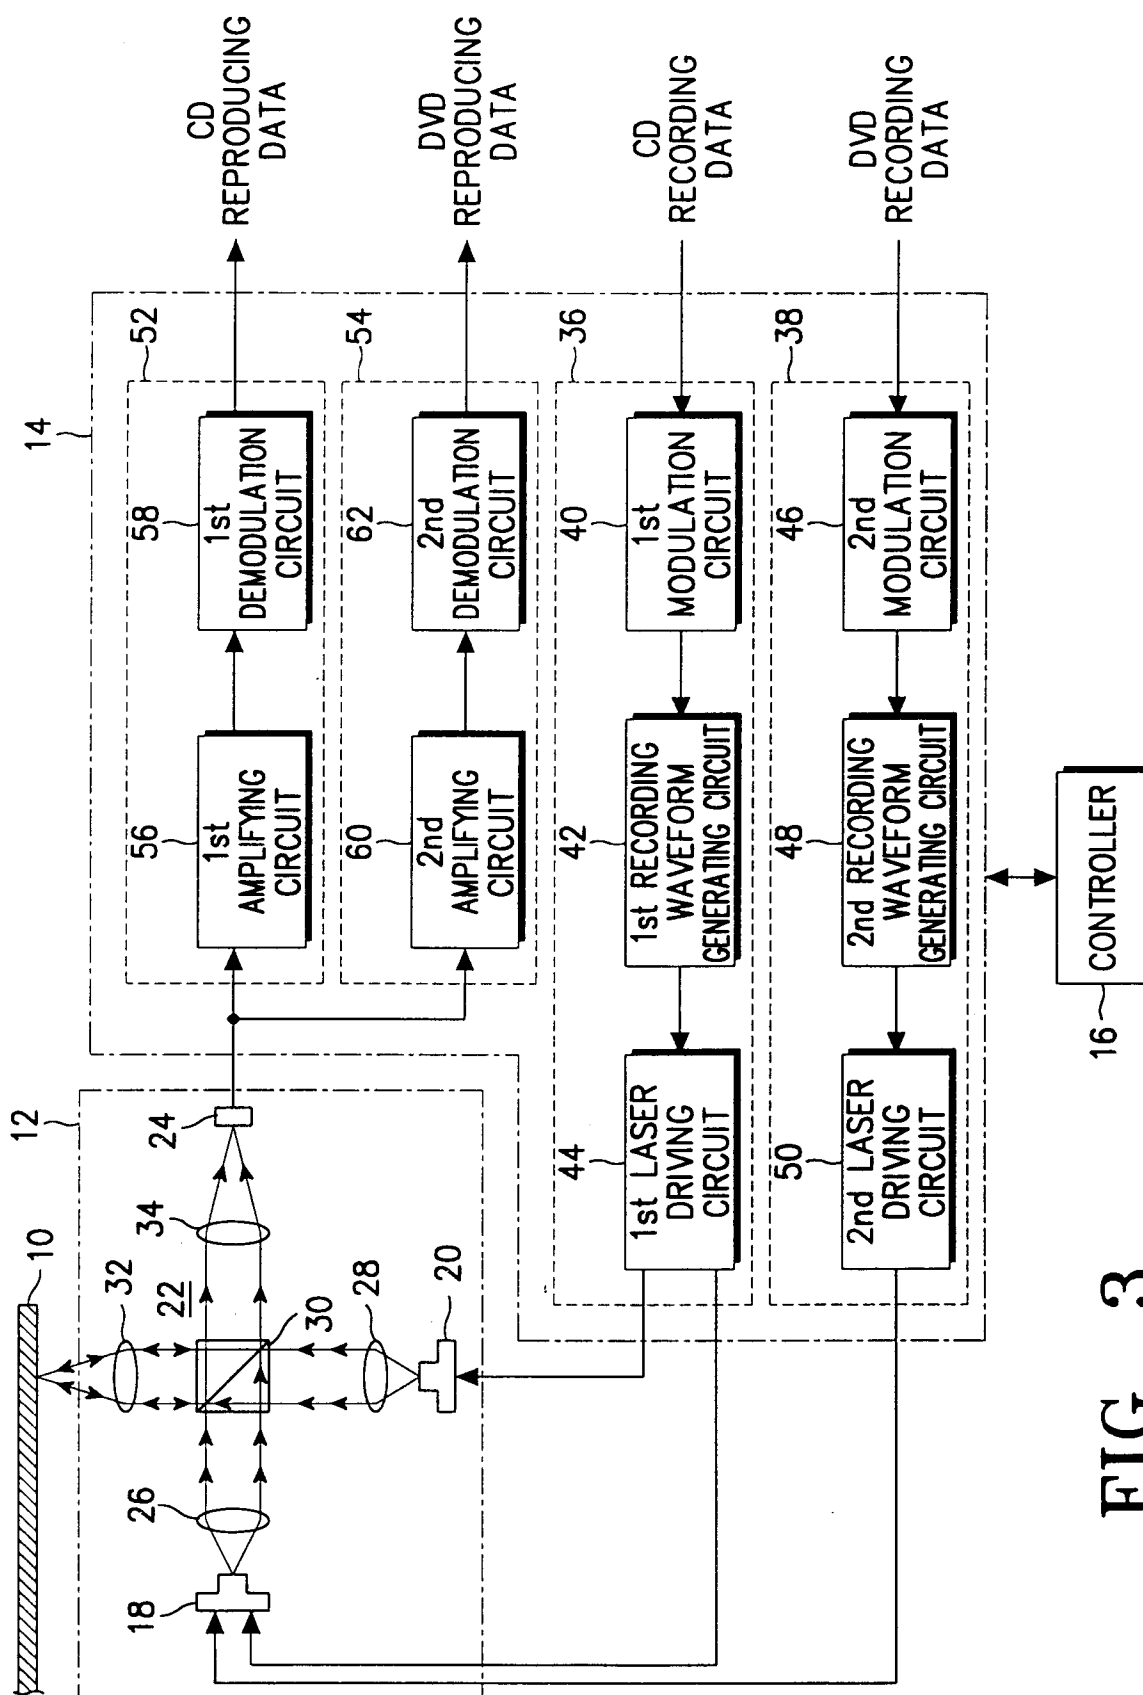 10
12
32
22
34
24
30
28
20
26
18
14
52
56
1st
AMPLIFYING
CIRCUIT
58
1st
DEMODULATION
CIRCUIT
CD
REPRODUCING
DATA
54
60
2nd
AMPLIFYING
CIRCUIT
62
2nd
DEMODULATION
CIRCUIT
DVD
REPRODUCING
DATA
36
44
1st LASER
DRIVING
CIRCUIT
42
1st RECORDING
WAVEFORM
GENERATING CIRCUIT
40
1st
MODULATION
CIRCUIT
CD
RECORDING
DATA
38
50
2nd LASER
DRIVING
CIRCUIT
48
2nd RECORDING
WAVEFORM
GENERATING CIRCUIT
46
2nd
MODULATION
CIRCUIT
DVD
RECORDING
DATA
16
CONTROLLER
FIG. 3